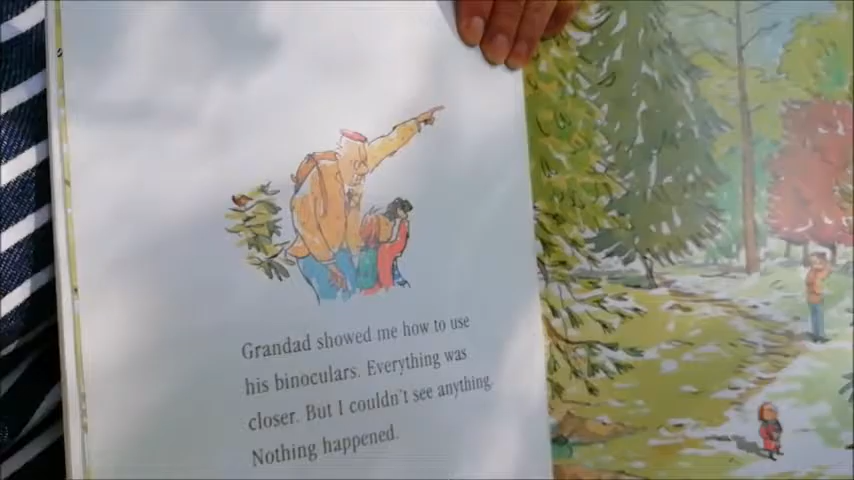 Grandad showed me how to use
his binoculars. Everything was
closer. But I couldn't see anything.
Nothing happened.